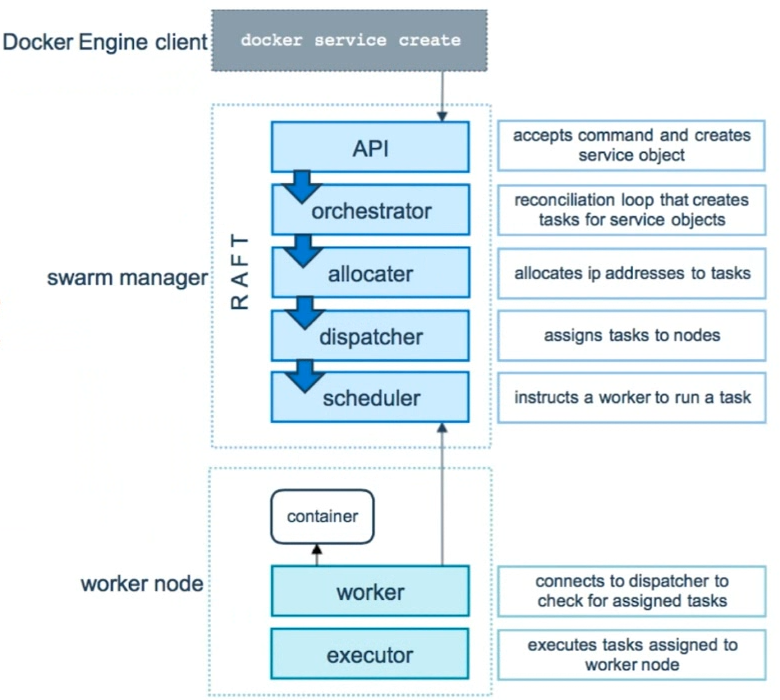 Docker Engine client
docker service create
API
accepts command and creates
service object
orchestrator
reconciliation loop that creates
tasks for service objects
RAFT
swarm manager
allocater
allocates ip addresses to tasks
dispatcher
assigns tasks to nodes
scheduler
instructs a worker to run a task
container
worker node
worker
connects to dispatcher to
check for assigned tasks
executor
executes tasks assigned to
worker node